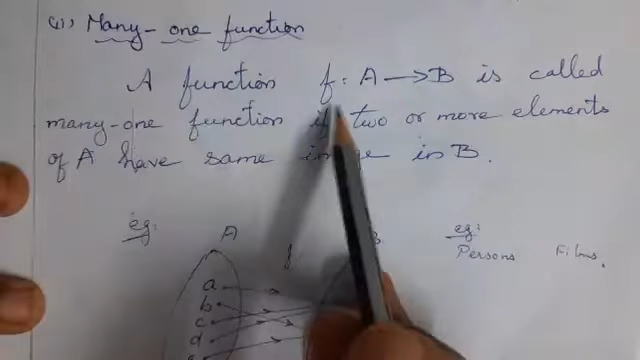 (ii) Many-one function
A function f: A → B is called
many-one function if two or more elements
of A have same image in B.
eg: A f B eg:
Persons Films.
a
b
c
d
e